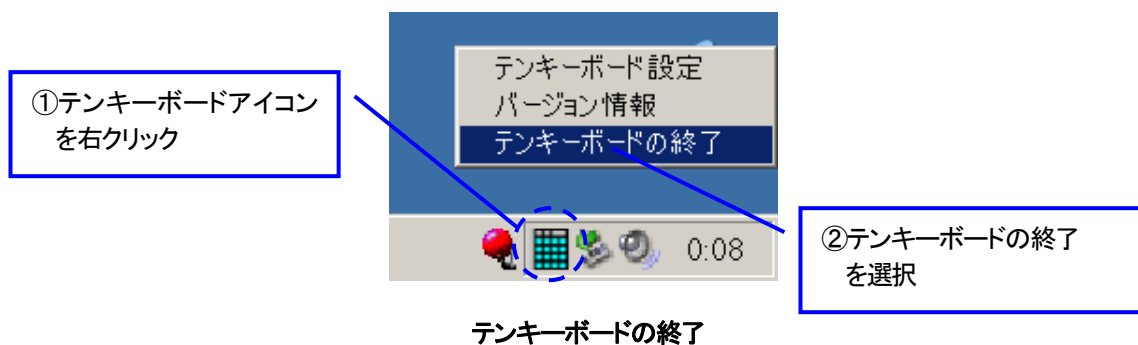 テンキーボード設定
バージョン情報
テンキーボードの終了
①テンキーボードアイコン
を右クリック
0:08
②テンキーボードの終了
を選択
テンキーボードの終了